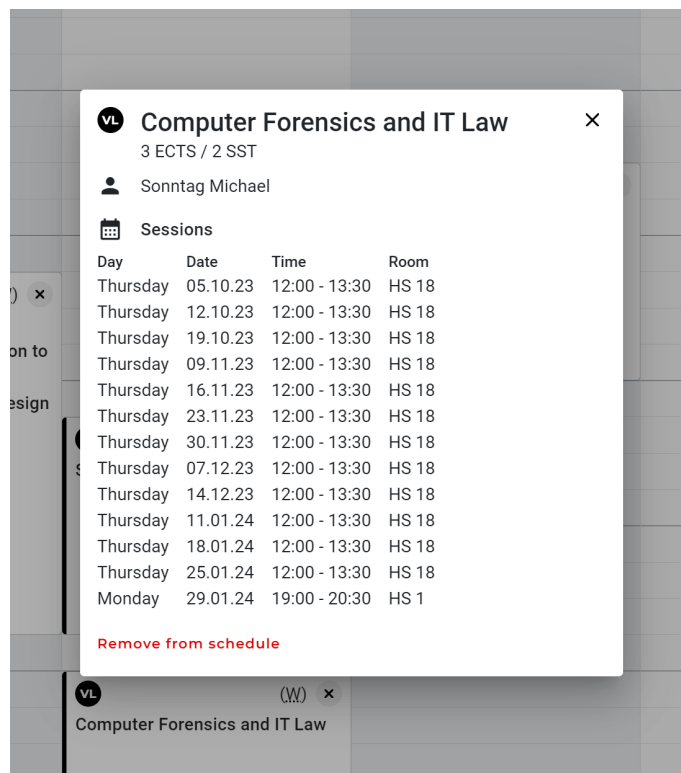 VL Computer Forensics and IT Law
3 ECTS / 2 SST
Sonntag Michael
Sessions
Day Date Time Room
Thursday 05.10.23 12:00 - 13:30 HS 18
Thursday 12.10.23 12:00 - 13:30 HS 18
Thursday 19.10.23 12:00 - 13:30 HS 18
Thursday 09.11.23 12:00 - 13:30 HS 18
Thursday 16.11.23 12:00 - 13:30 HS 18
Thursday 23.11.23 12:00 - 13:30 HS 18
Thursday 30.11.23 12:00 - 13:30 HS 18
Thursday 07.12.23 12:00 - 13:30 HS 18
Thursday 14.12.23 12:00 - 13:30 HS 18
Thursday 11.01.24 12:00 - 13:30 HS 18
Thursday 18.01.24 12:00 - 13:30 HS 18
Thursday 25.01.24 12:00 - 13:30 HS 18
Monday 29.01.24 19:00 - 20:30 HS 1
Remove from schedule
on to
esign
VL (W)
Computer Forensics and IT Law